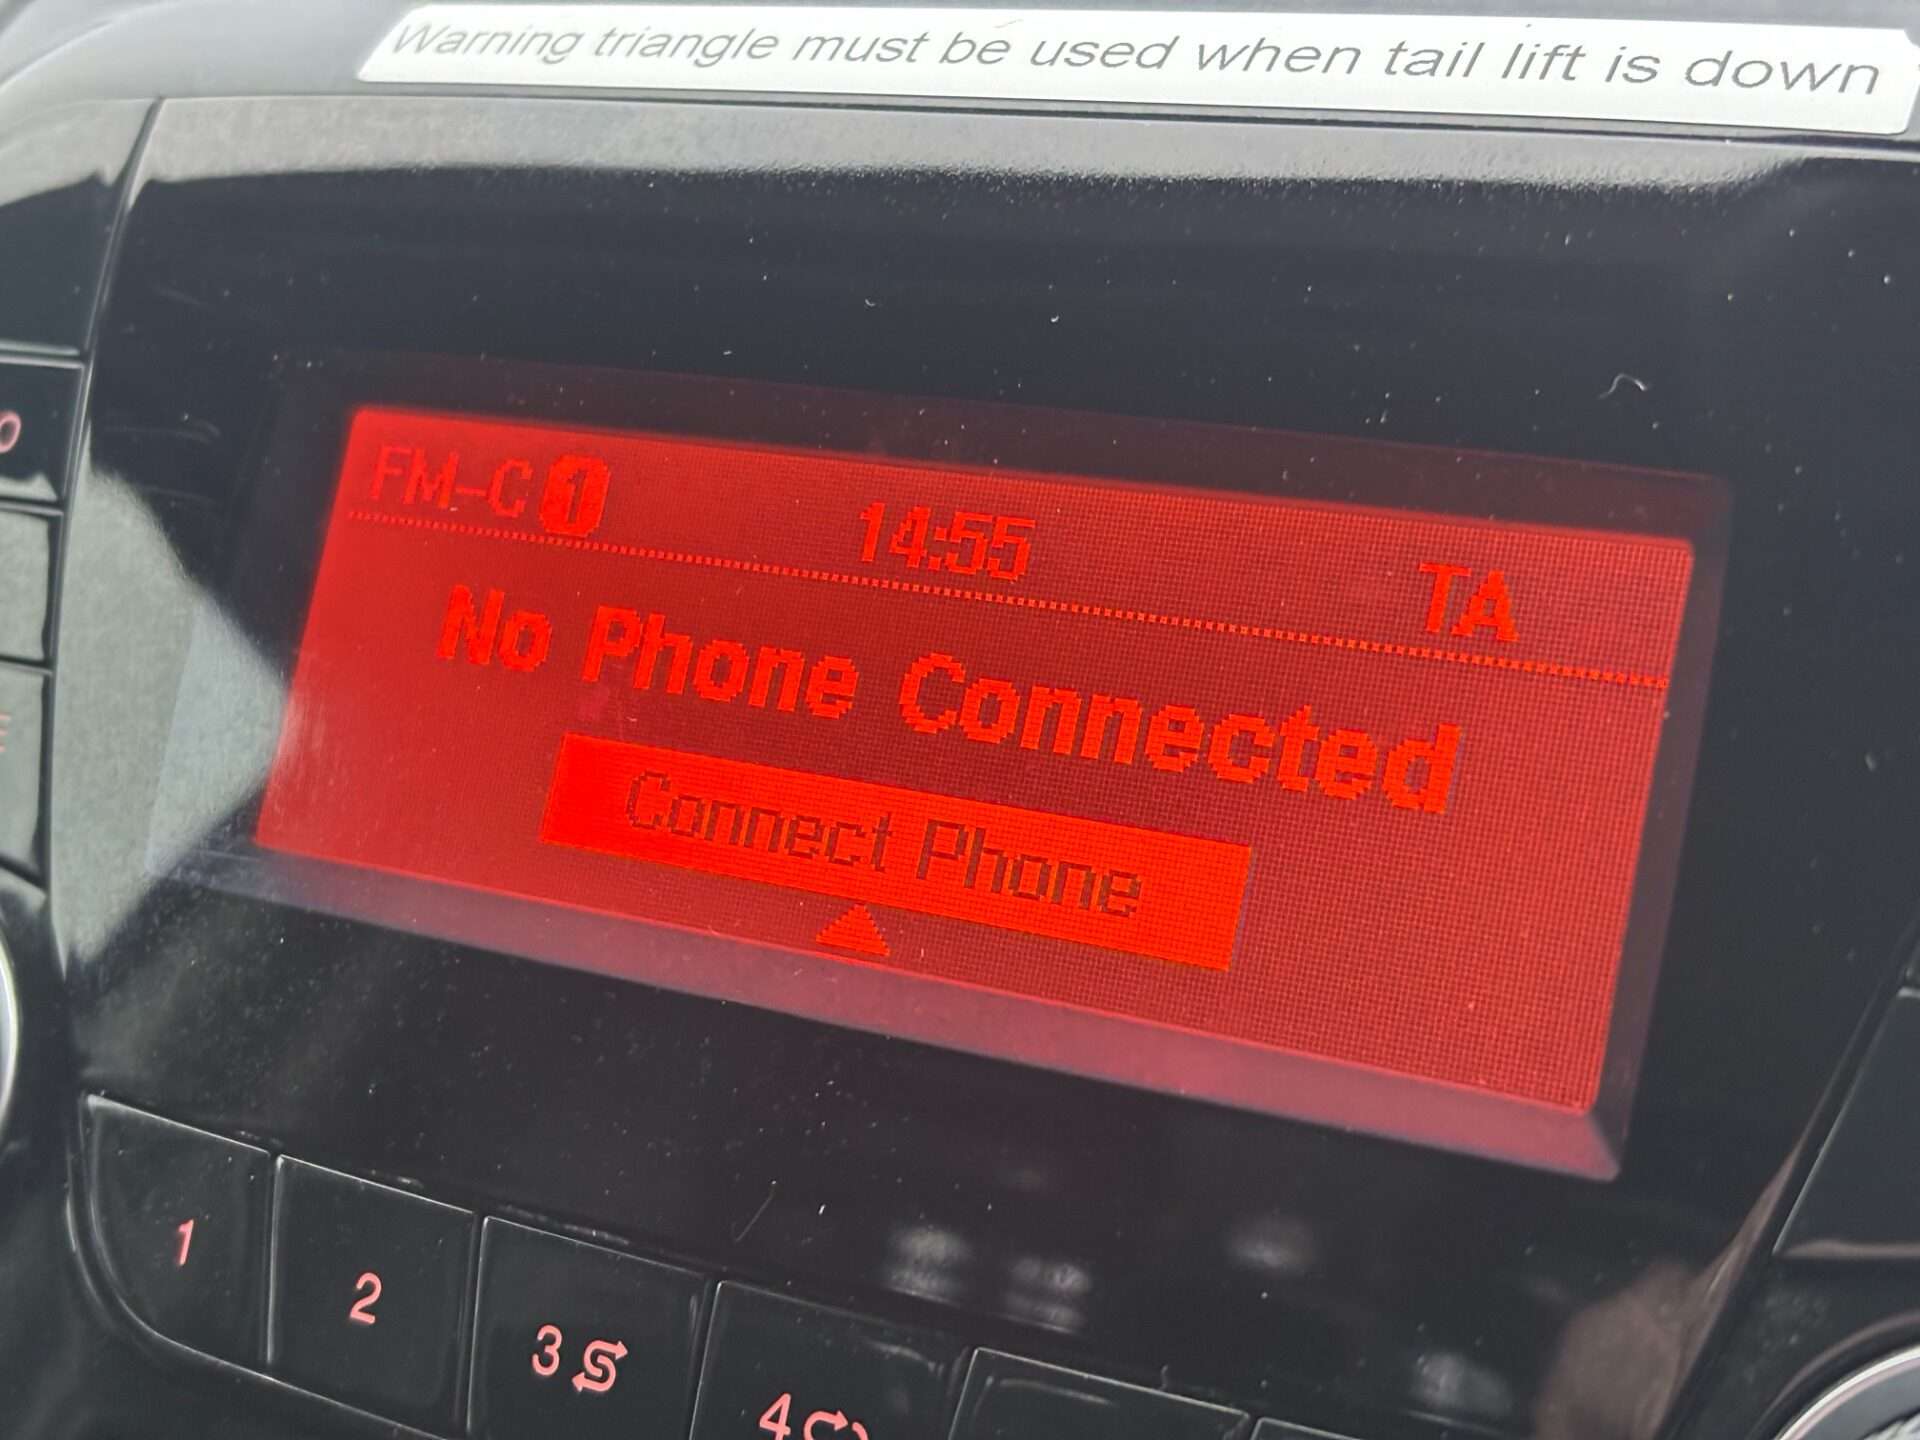 Warning triangle must be used when tail lift is down
FM-C 1 14:55 TA
No Phone Connected
Connect Phone
1 2 3 4